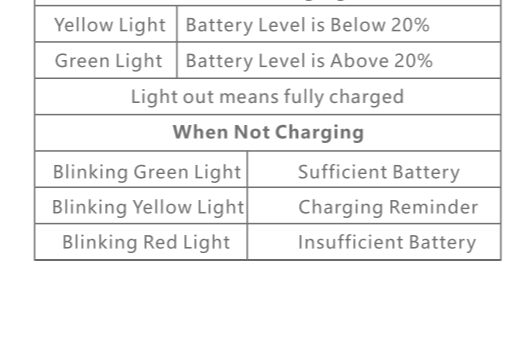 Yellow Light Battery Level is Below 20%
Green Light Battery Level is Above 20%
Light out means fully charged
When Not Charging
Blinking Green Light Sufficient Battery
Blinking Yellow Light Charging Reminder
Blinking Red Light Insufficient Battery